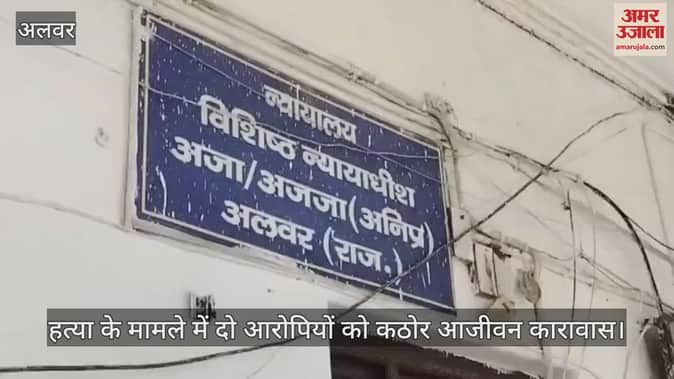 अलवर
अमर उजाला
amarujala.com
न्यायालय
विशिष्ठ न्यायाधीश
अजा/अजजा(अनिप्र)
अलवर (राज.)
हत्या के मामले में दो आरोपियों को कठोर आजीवन कारावास।